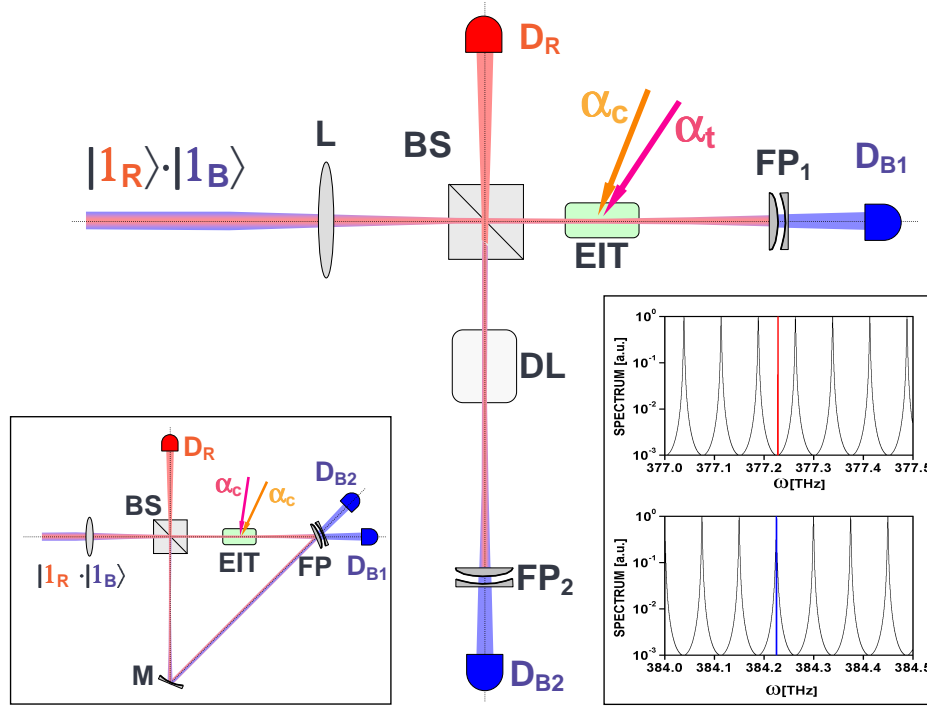 D_R
α_c
α_t
L
BS
FP_1
D_B1
|1_R⟩·|1_B⟩
EIT
DL
FP_2
D_B2
D_R
α_c
α_c
D_B2
BS
EIT
FP
D_B1
|1_R⟩·|1_B⟩
M
SPECTRUM [a.u.]
10^0
10^-1
10^-2
10^-3
377.0 377.1 377.2 377.3 377.4 377.5
ω[THz]
SPECTRUM [a.u.]
10^0
10^-1
10^-2
10^-3
384.0 384.1 384.2 384.3 384.4 384.5
ω[THz]